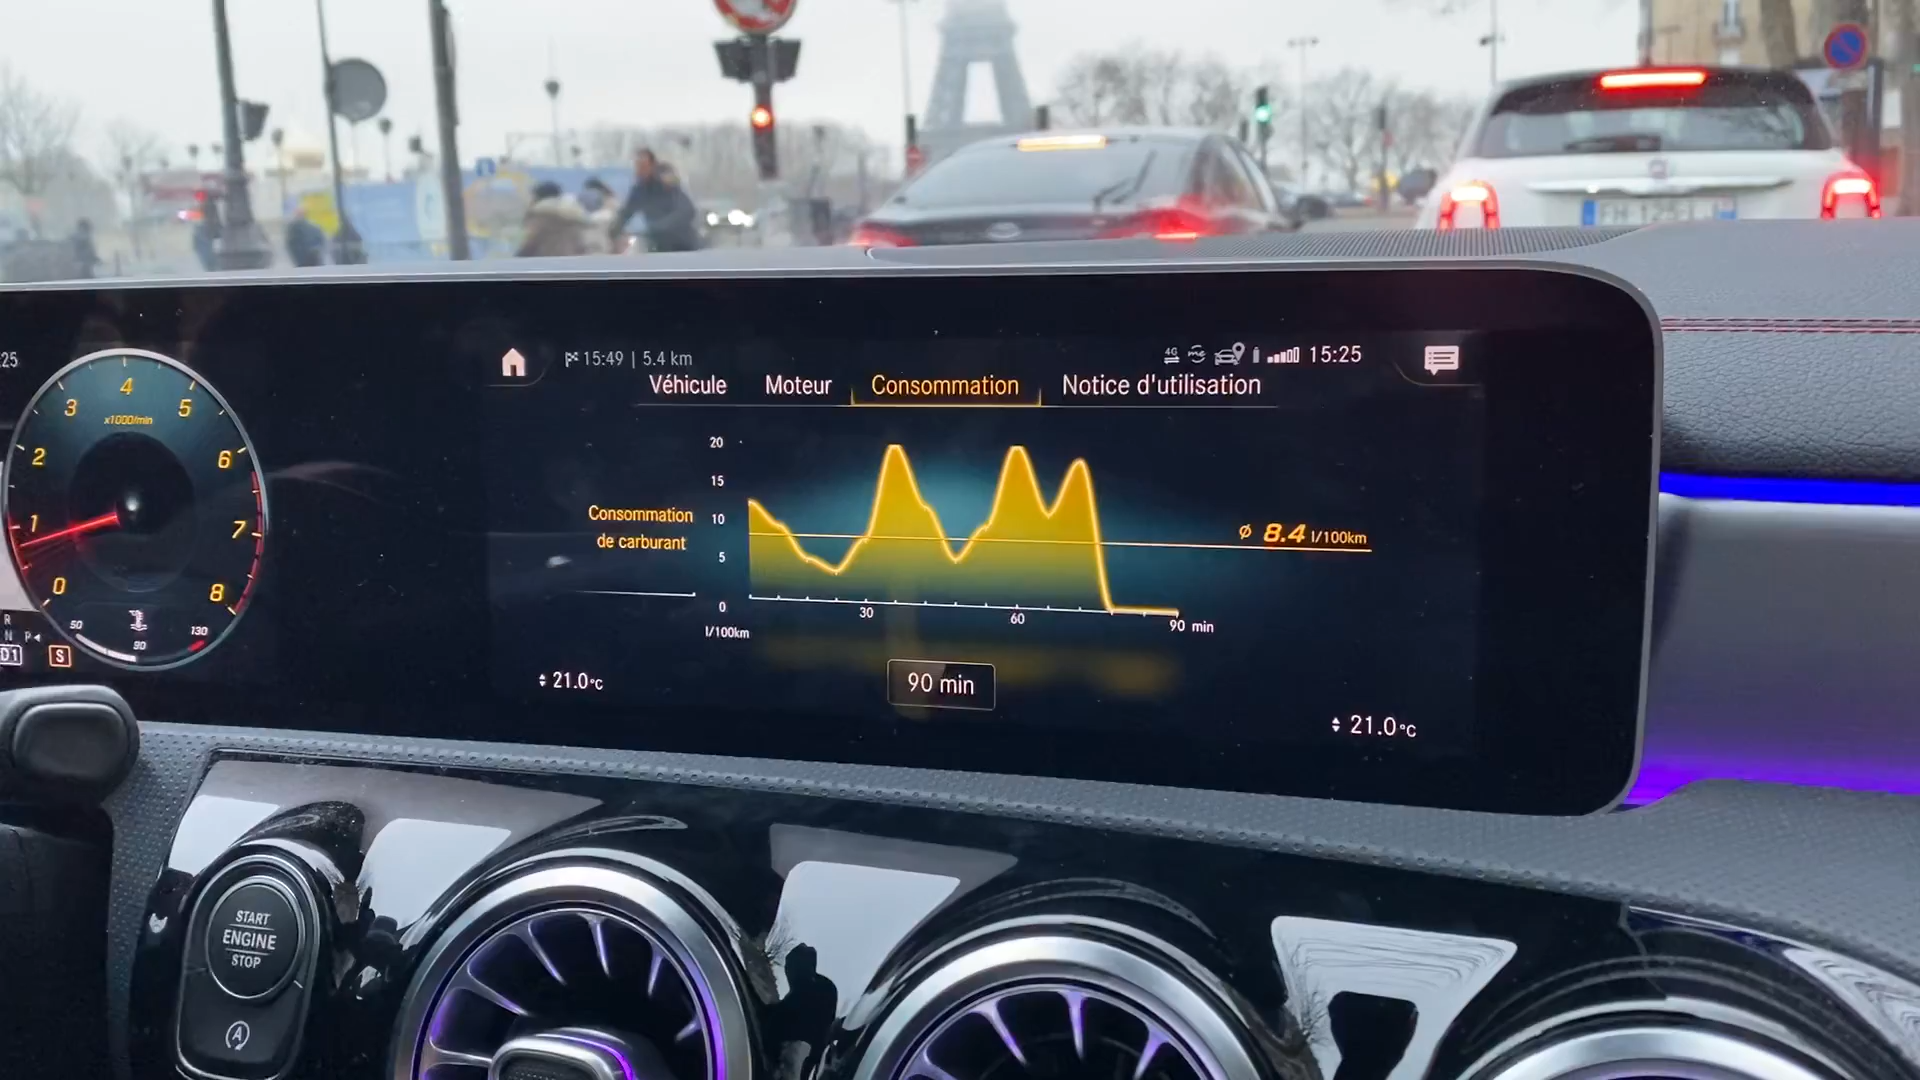 :25
15:49 | 5.4 km
4G
me
15:25
Véhicule
Moteur
Consommation
Notice d'utilisation
Consommation
de carburant
20
15
10
5
0
l/100km
30
60
90 min
ø 8.4 l/100km
21.0°C
90 min
21.0°C
0
1
2
3
4
5
6
7
8
x1000/min
50
90
130
R
N P
D1
S
START
ENGINE
STOP
A